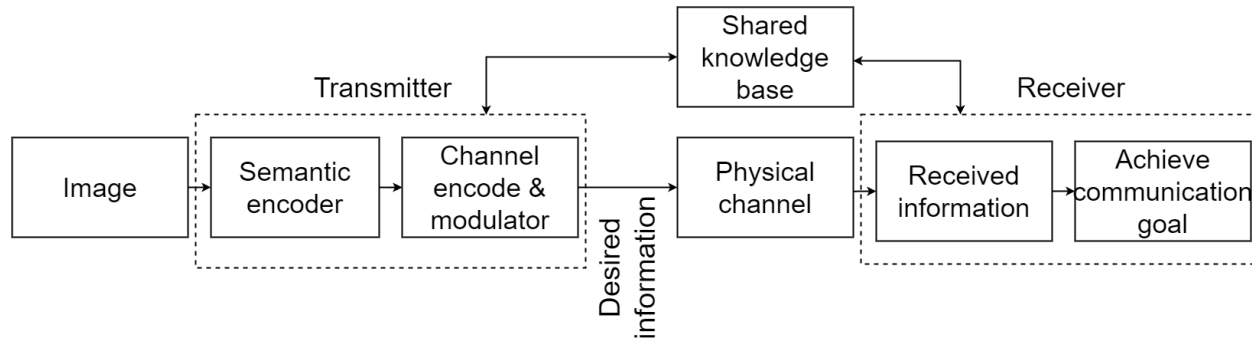 Shared
knowledge
base
Transmitter
Receiver
Image
Semantic
encoder
Channel
encode &
modulator
Desired
information
Physical
channel
Received
information
Achieve
communication
goal